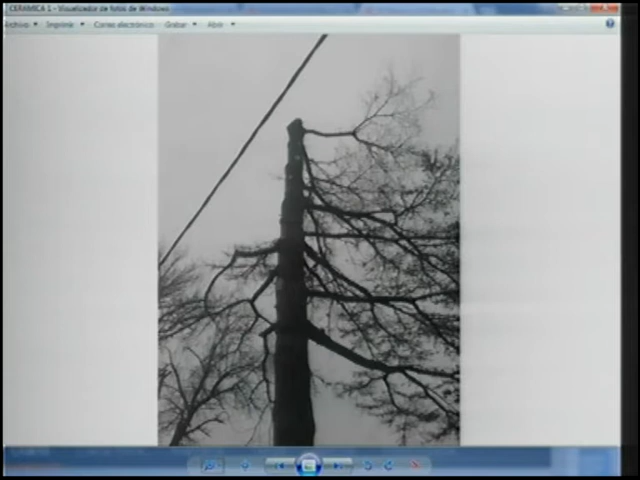 CERAMICA 1 - Visualizador de fotos de Windows
Archivo Imprimir Correo electrónico Grabar Abrir